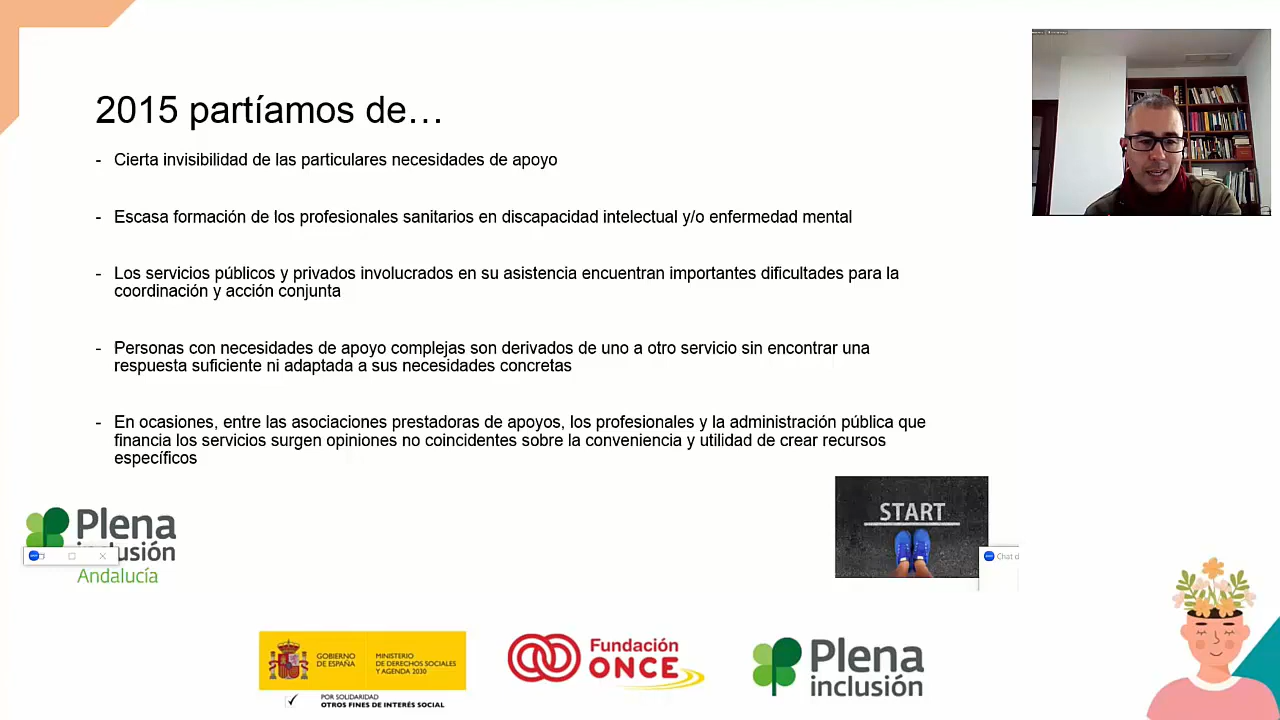 2015 partíamos de…
- Cierta invisibilidad de las particulares necesidades de apoyo
- Escasa formación de los profesionales sanitarios en discapacidad intelectual y/o enfermedad mental
- Los servicios públicos y privados involucrados en su asistencia encuentran importantes dificultades para la
coordinación y acción conjunta
- Personas con necesidades de apoyo complejas son derivados de uno a otro servicio sin encontrar una
respuesta suficiente ni adaptada a sus necesidades concretas
- En ocasiones, entre las asociaciones prestadoras de apoyos, los profesionales y la administración pública que
financia los servicios surgen opiniones no coincidentes sobre la conveniencia y utilidad de crear recursos
específicos
START
Plena
inclusión
Andalucía
Chat d
GOBIERNO
DE ESPAÑA
MINISTERIO
DE DERECHOS SOCIALES
Y AGENDA 2030
POR SOLIDARIDAD
OTROS FINES DE INTERÉS SOCIAL
Fundación
ONCE
Plena
inclusión